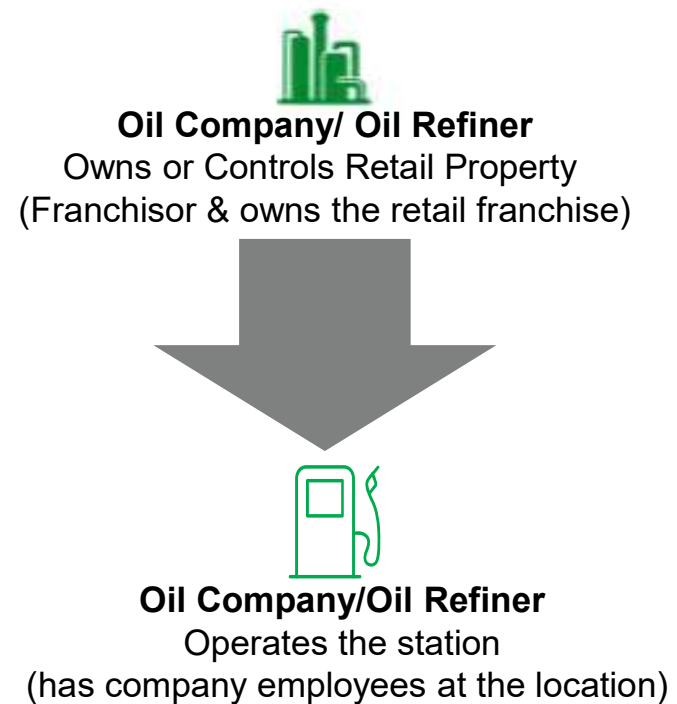 Oil Company/ Oil Refiner
Owns or Controls Retail Property
(Franchisor & owns the retail franchise)
Oil Company/Oil Refiner
Operates the station
(has company employees at the location)